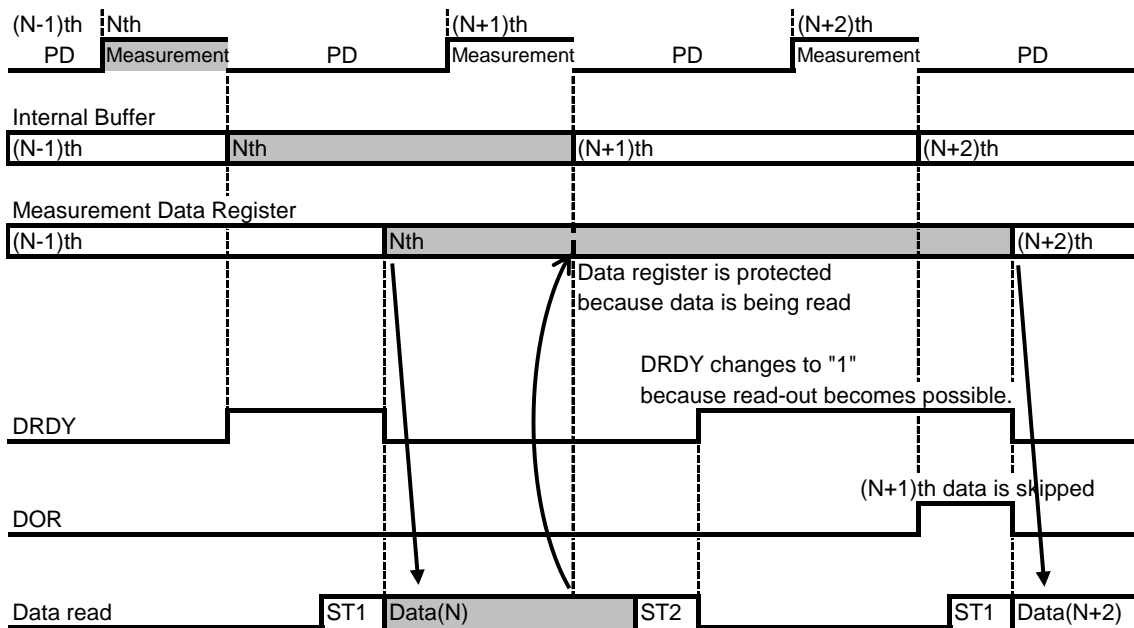 (N-1)th Nth (N+1)th (N+2)th
PD Measurement PD Measurement PD Measurement PD
Internal Buffer
(N-1)th Nth (N+1)th (N+2)th
Measurement Data Register
(N-1)th Nth (N+2)th
Data register is protected
because data is being read
DRDY changes to "1"
because read-out becomes possible.
DRDY
(N+1)th data is skipped
DOR
Data read ST1 Data(N) ST2 ST1 Data(N+2)